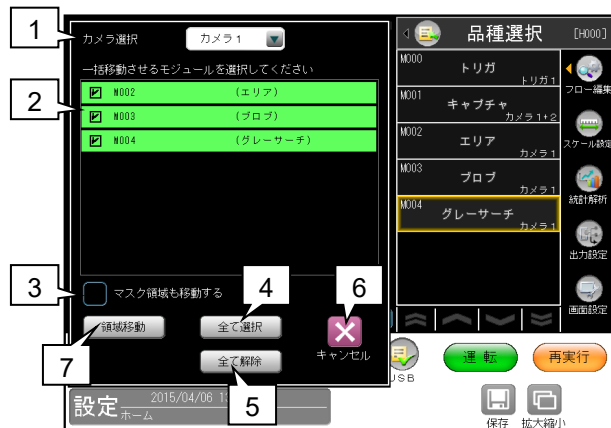 1
カメラ選択
カメラ1
一括移動させるモジュールを選択してください
2
M002 (エリア)
M003 (ブロブ)
M004 (グレーサーチ)
3
マスク領域も移動する
4
6
領域移動
全て選択
キャンセル
7
全て解除
5
設定
2015/04/06 1
ホーム
品種選択
[H000]
M000
トリガ
トリガ1
M001
キャプチャ
カメラ1+2
M002
エリア
カメラ1
M003
ブロブ
カメラ1
M004
グレーサーチ
カメラ1
フロー編集
スケール設定
統計解析
出力設定
画面設定
USB
運転
再実行
保存
拡大縮小